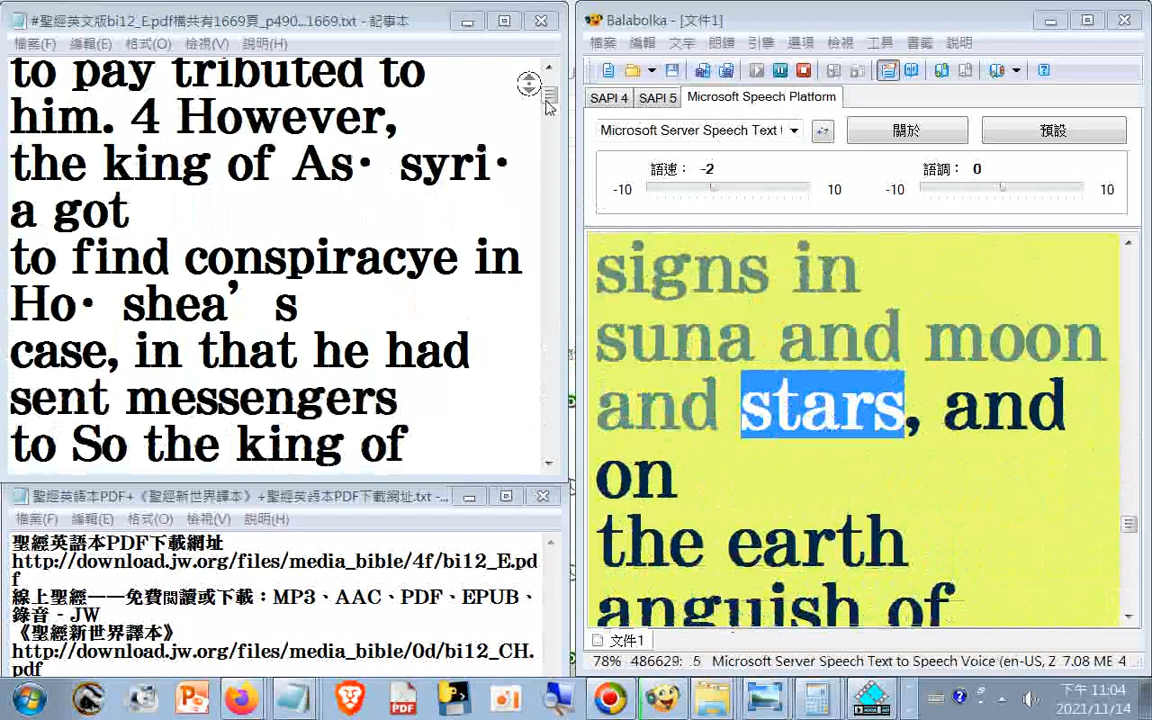 #聖經英文版bi12_E.pdf檔共有1669頁_p490...1669.txt - 記事本
檔案(F) 編輯(E) 格式(O) 檢視(V) 說明(H)
to pay tributed to
him. 4 However,
the king of As· syri·
a got
to find conspiracye in
Ho· shea’ s
case, in that he had
sent messengers
to So the king of
聖經英語本PDF+《聖經新世界譯本》+聖經英語本PDF下載網址.txt -...
檔案(F) 編輯(E) 格式(O) 檢視(V) 說明(H)
聖經英語本PDF下載網址
http://download.jw.org/files/media_bible/4f/bi12_E.pd
f
線上聖經——免費閱讀或下載：MP3、AAC、PDF、EPUB、
錄音 - JW
《聖經新世界譯本》
http://download.jw.org/files/media_bible/0d/bi12_CH.
pdf
Balabolka - [文件1]
檔案 編輯 文字 朗讀 引擎 選項 檢視 工具 書籤 說明
SAPI 4 SAPI 5 Microsoft Speech Platform
Microsoft Server Speech Text 關於 預設
語速： -2 語調： 0
-10 10 -10 10
signs in
suna and moon
and stars, and
on
the earth
anguish of
文件1
78% 486629: 5 Microsoft Server Speech Text to Speech Voice (en-US, Z 7.08 ME 4
PDF
下午 11:04
2021/11/14